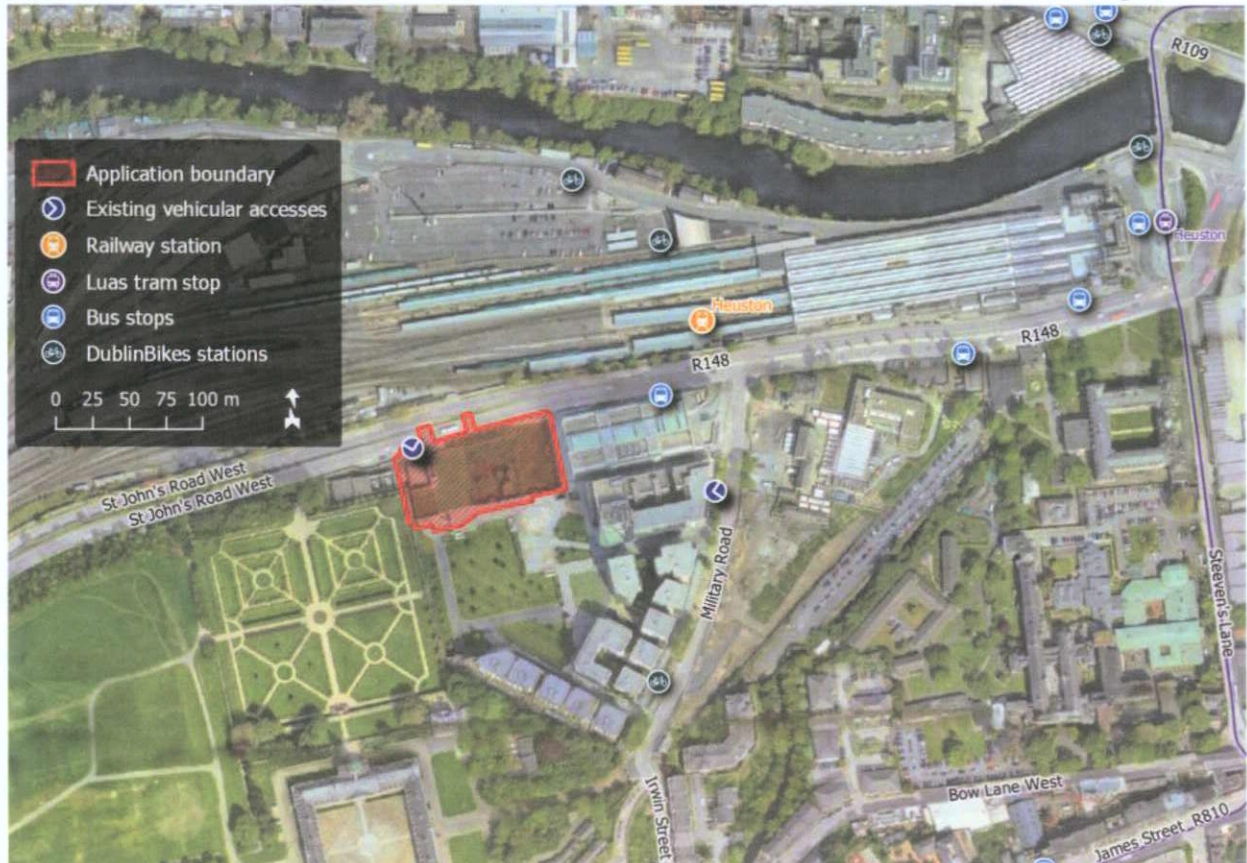 R109
Application boundary
Existing vehicular accesses
Railway station
Luas tram stop
Bus stops
DublinBikes stations
0 25 50 75 100 m
Heuston
Heuston
R148
R148
St John's Road West
St John's Road West
Military Road
Steeven's Lane
Irwin Street
Bow Lane West
James Street R810